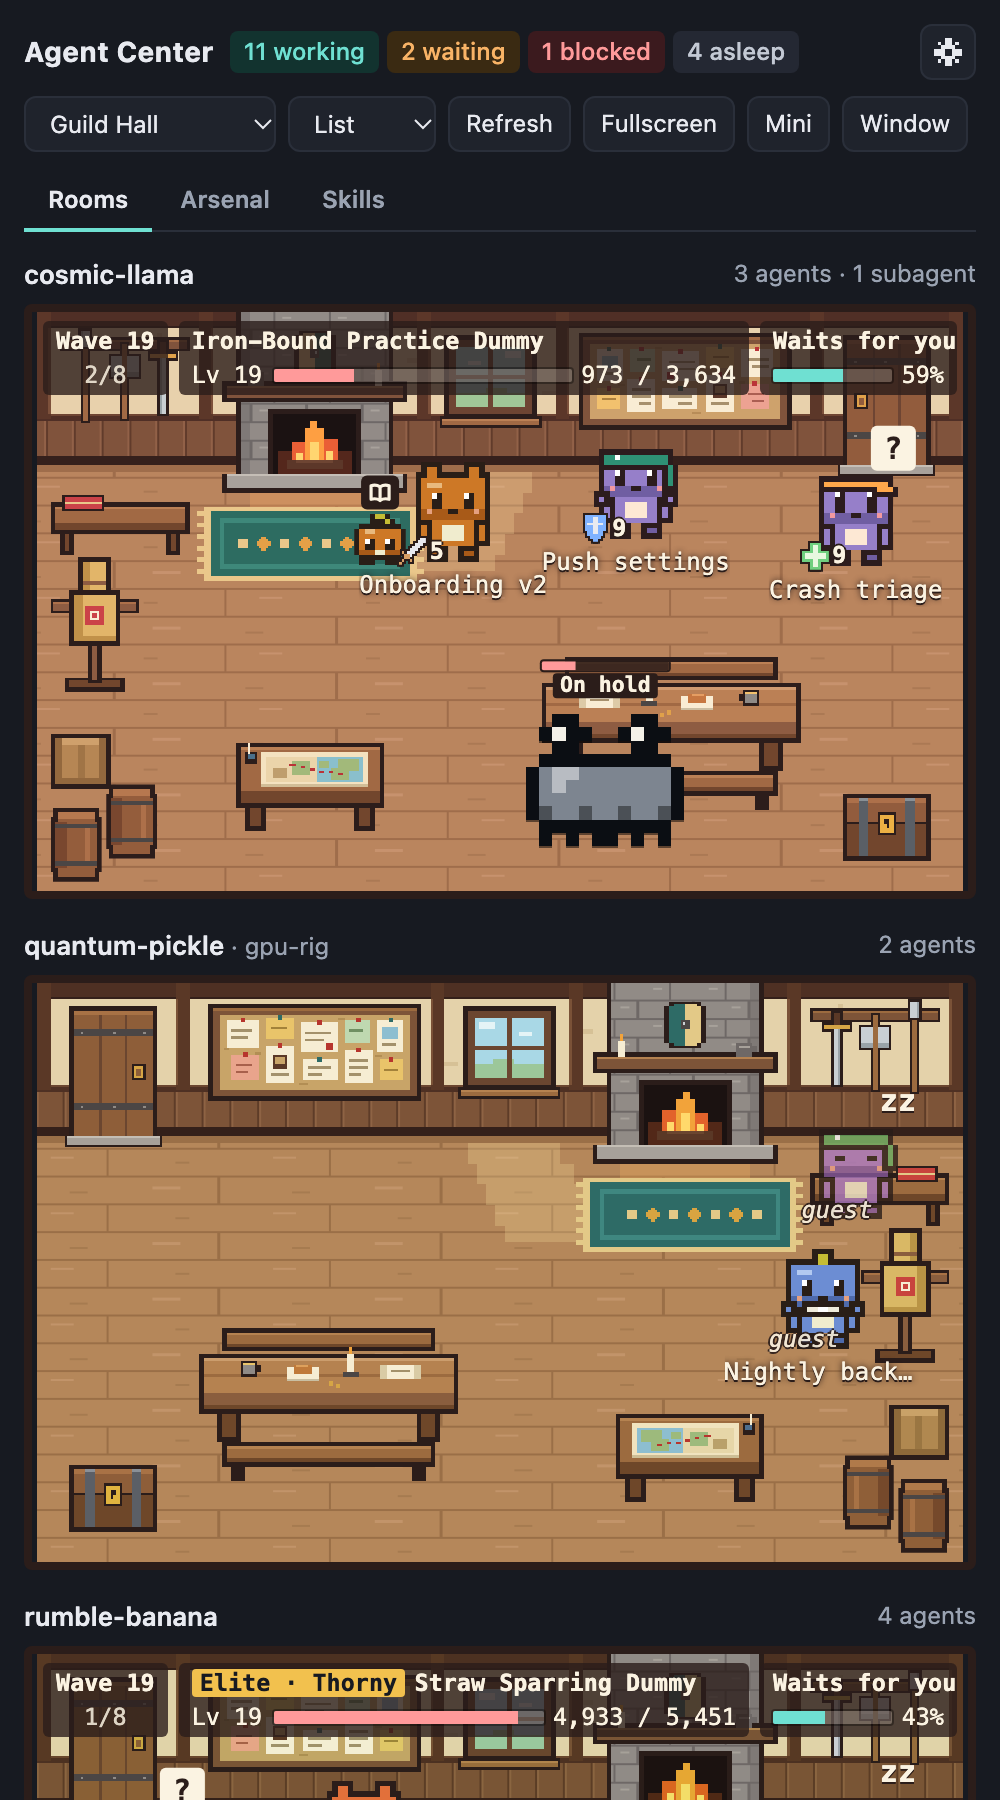 Agent Center
11 working
2 waiting
1 blocked
4 asleep
Guild Hall
List
Refresh
Fullscreen
Mini
Window
Rooms
Arsenal
Skills
cosmic-llama
3 agents · 1 subagent
Wave 19
2/8
Iron-Bound Practice Dummy
Lv 19
973 / 3,634
Waits for you
59%
?
5
Onboarding v2
9
Push settings
9
Crash triage
On hold
quantum-pickle · gpu-rig
2 agents
zz
guest
guest
Nightly back…
rumble-banana
4 agents
Wave 19
1/8
Elite · Thorny Straw Sparring Dummy
Lv 19
4,933 / 5,451
Waits for you
43%
?
zz